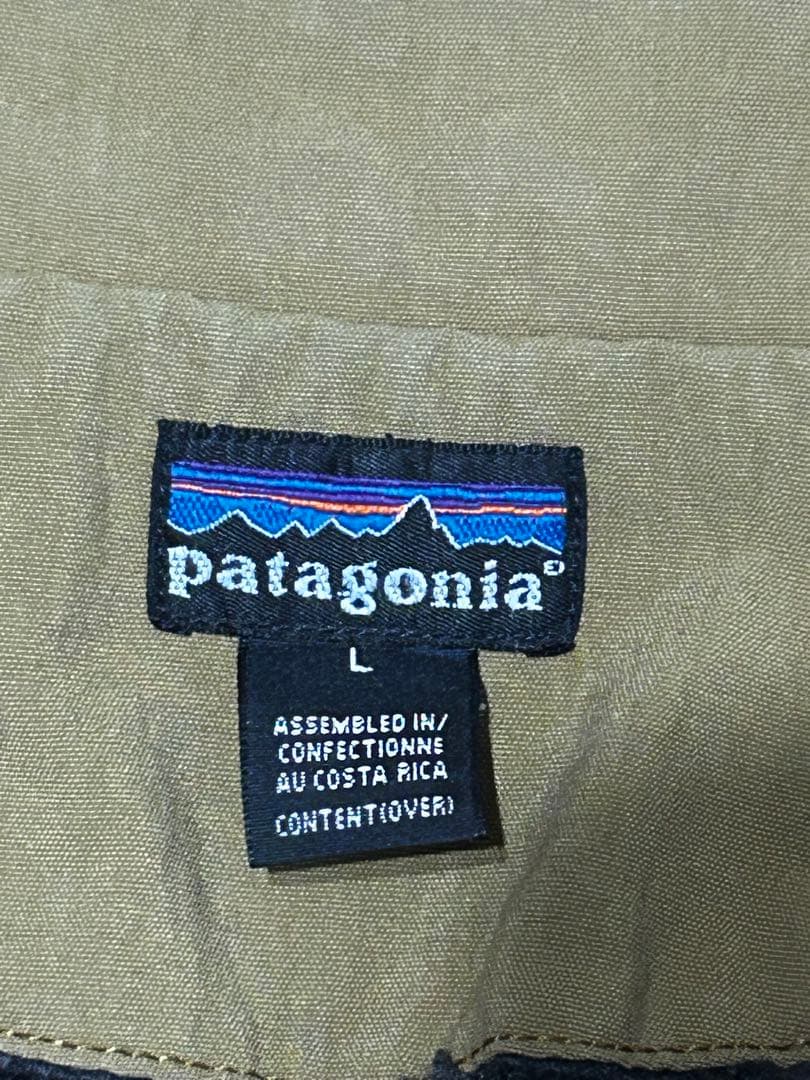 patagonia®
L
ASSEMBLED IN/
CONFECTIONNE
AU COSTA RICA
CONTENT(OVER)